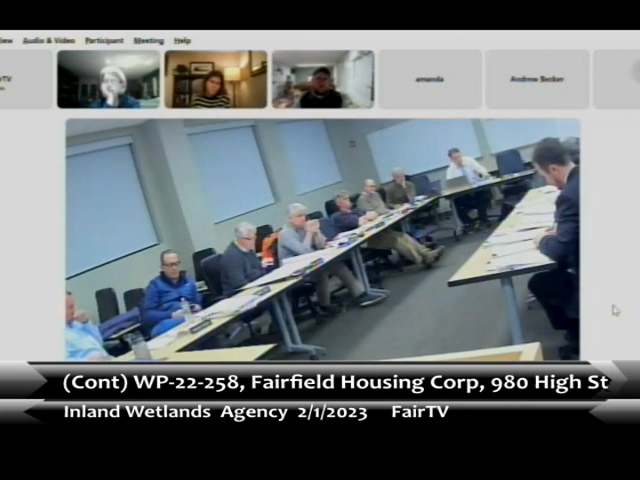 Audio & Video Participant Meeting Help
amanda
Andrew Becker
(Cont) WP-22-258, Fairfield Housing Corp, 980 High St
Inland Wetlands Agency 2/1/2023 FairTV